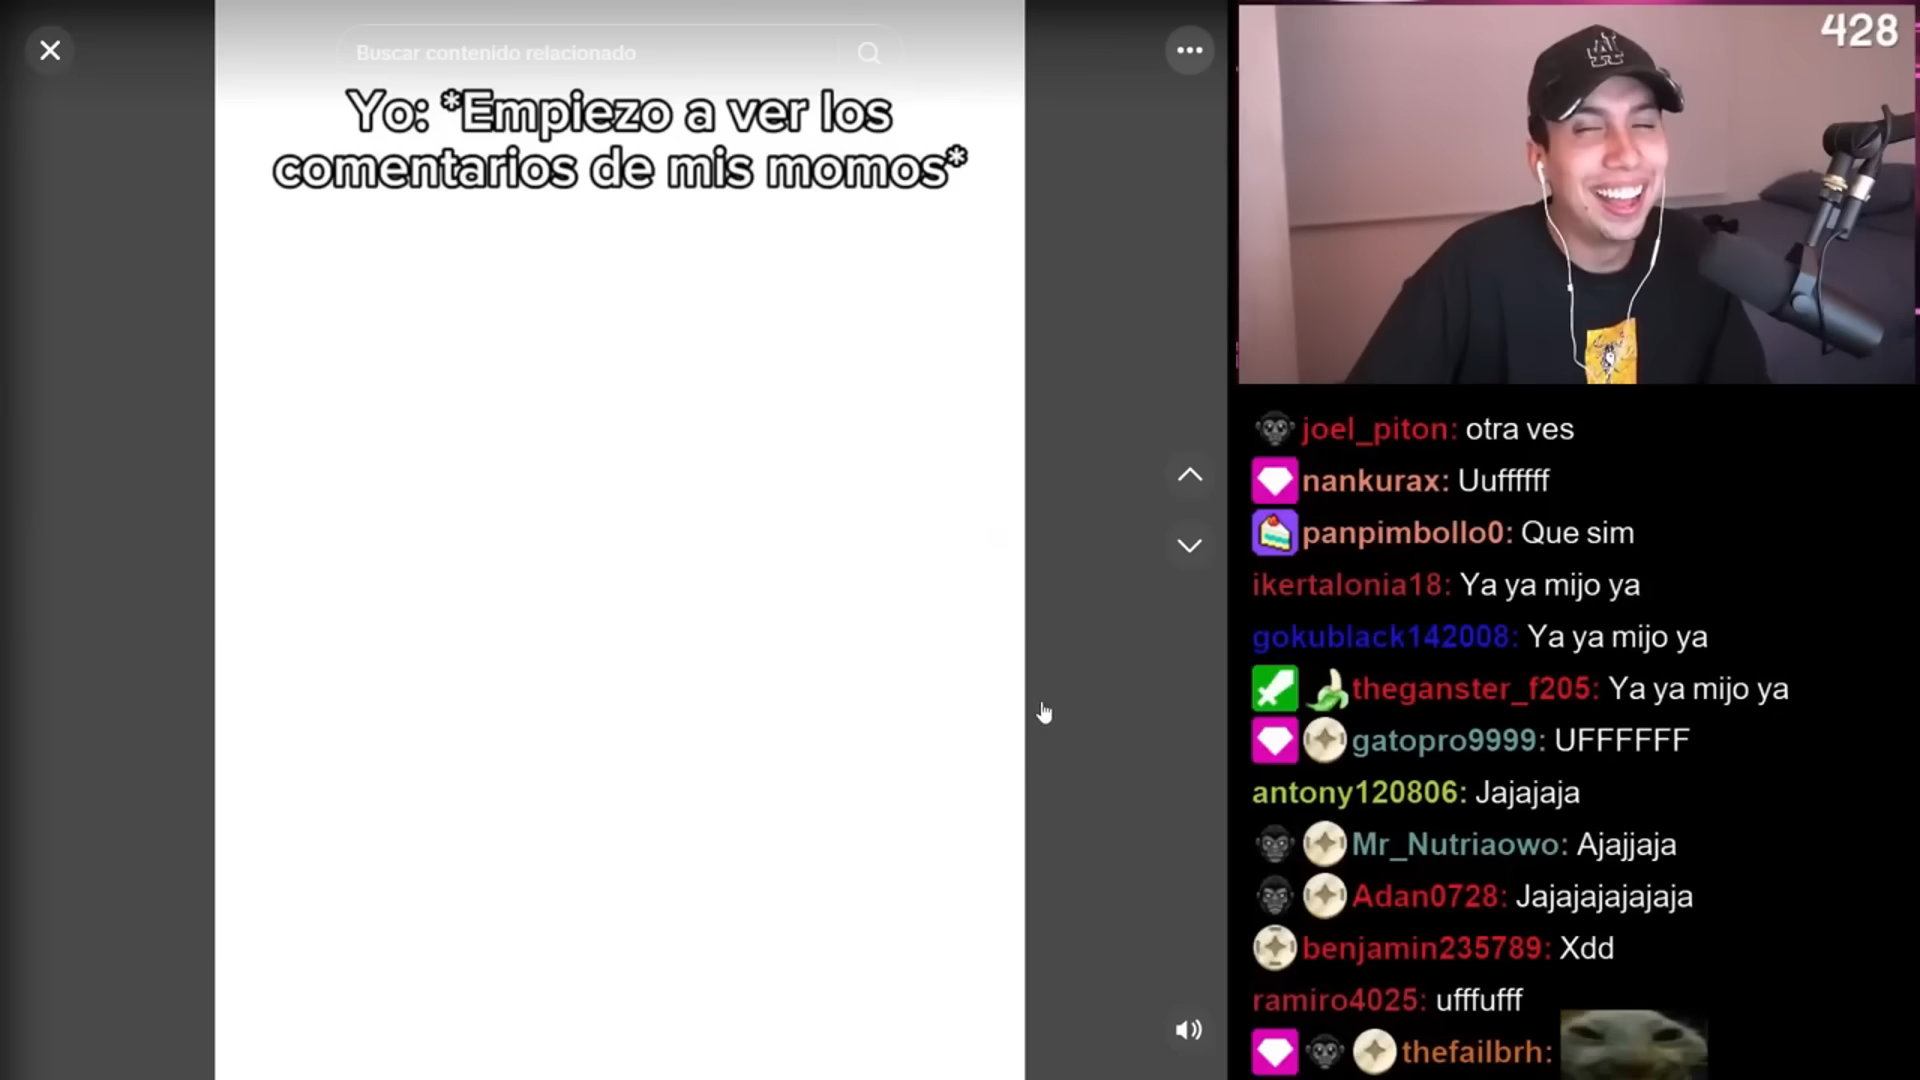 Buscar contenido relacionado
Yo: *Empiezo a ver los
comentarios de mis momos*
428
joel_piton: otra ves
nankurax: Uuffffff
panpimbollo0: Que sim
ikertalonia18: Ya ya mijo ya
gokublack142008: Ya ya mijo ya
theganster_f205: Ya ya mijo ya
gatopro9999: UFFFFFF
antony120806: Jajajaja
Mr_Nutriaowo: Ajajjaja
Adan0728: Jajajajajajaja
benjamin235789: Xdd
ramiro4025: ufffufff
thefailbrh: